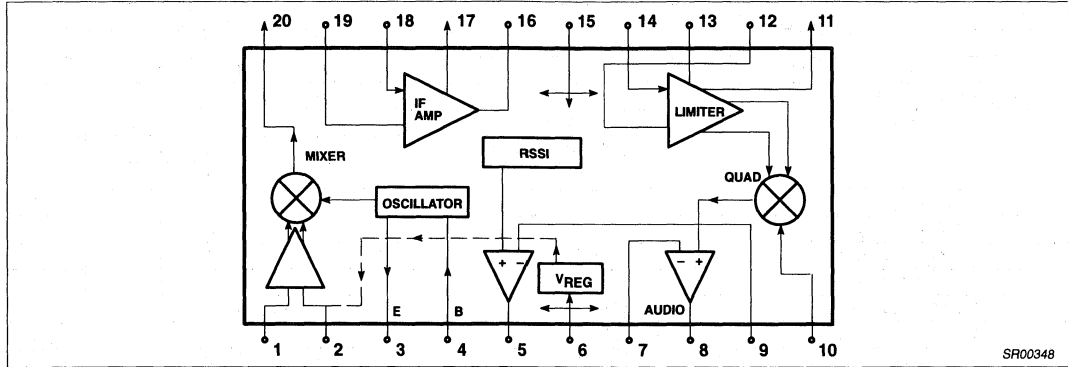 20 19 18 17 16 15 14 13 12 11
IF
AMP
LIMITER
RSSI
MIXER
QUAD
OSCILLATOR
+ −
− +
VREG
E B
AUDIO
1 2 3 4 5 6 7 8 9 10
SR00348